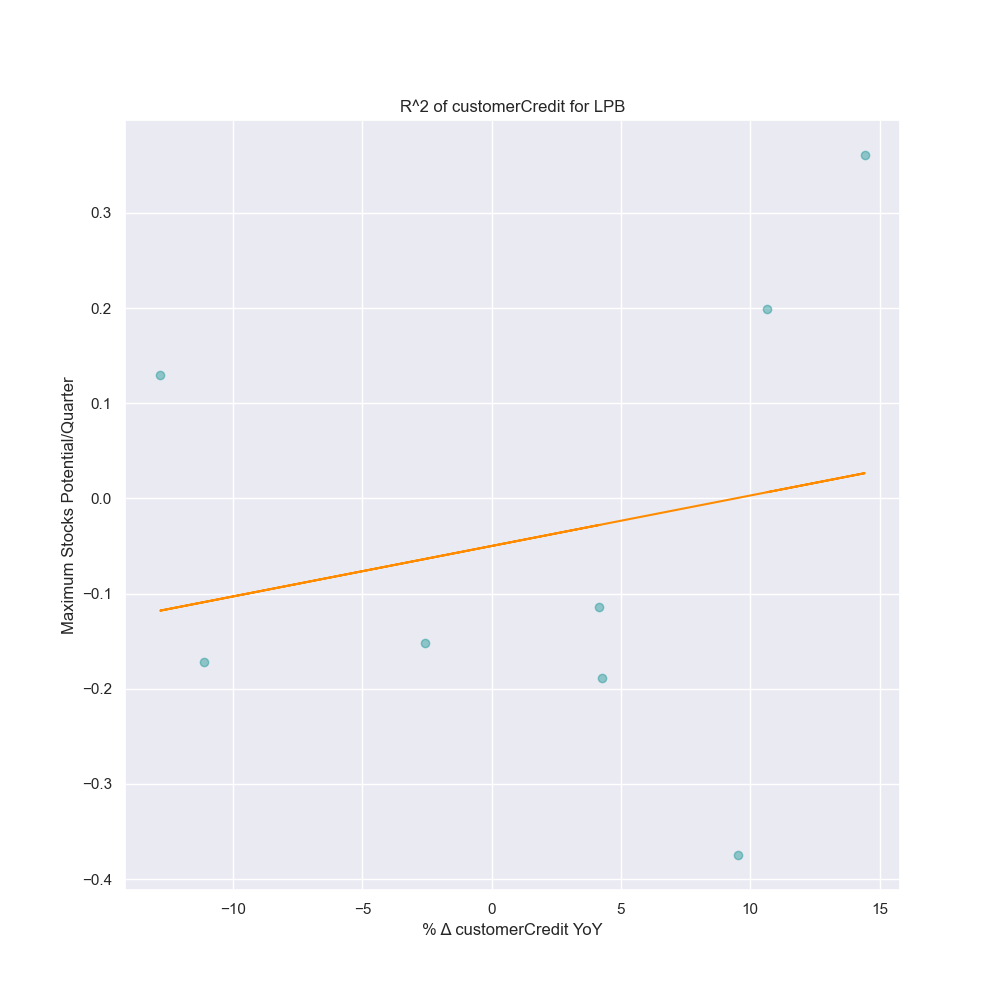 R^2 of customerCredit for LPB
Maximum Stocks Potential/Quarter
0.3
0.2
0.1
0.0
−0.1
−0.2
−0.3
−0.4
−10 −5 0 5 10 15
% Δ customerCredit YoY